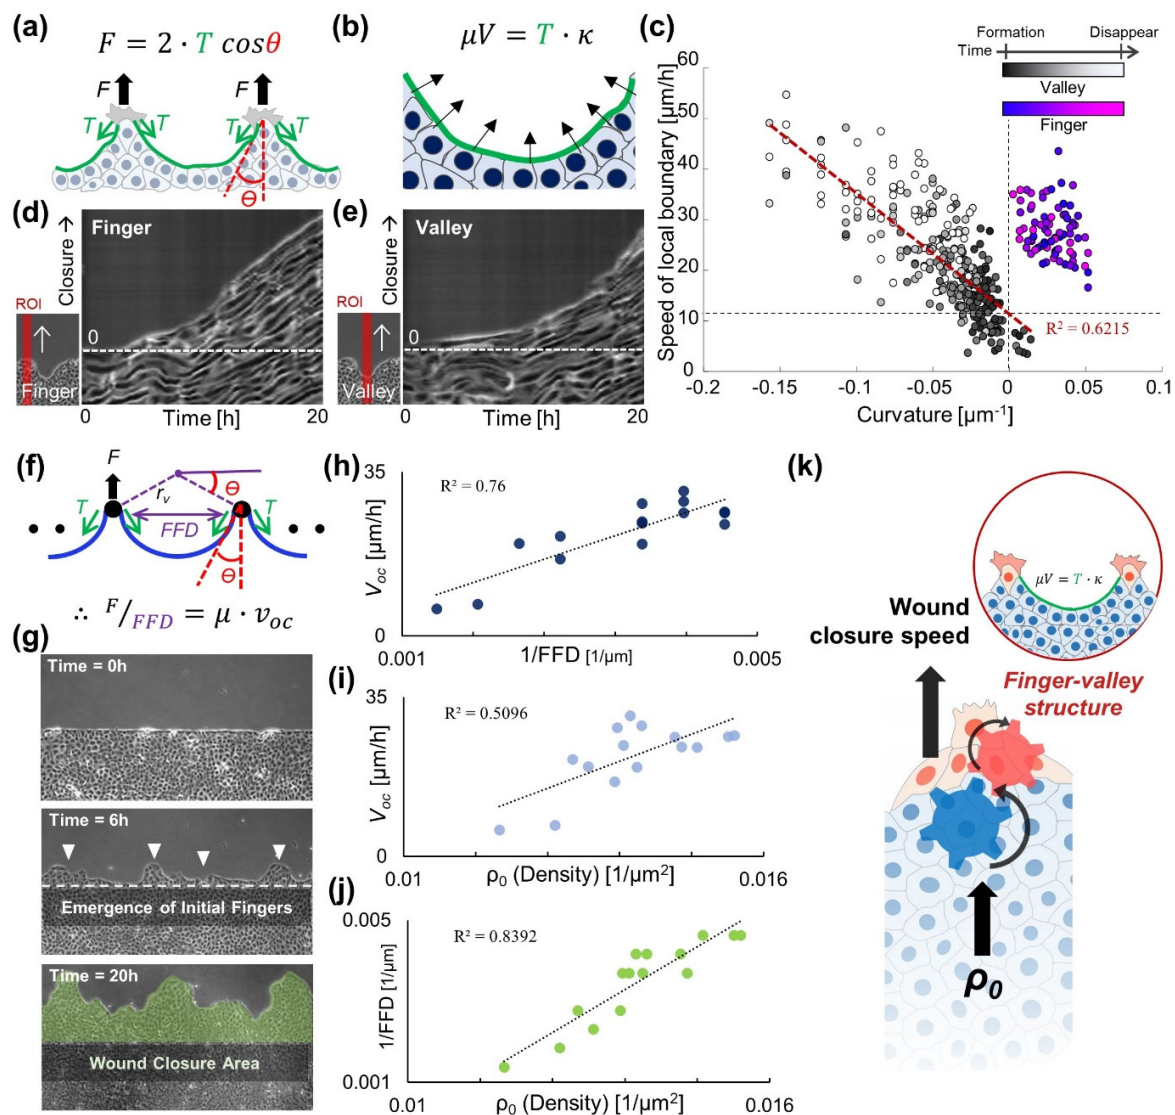 (a)
F = 2 · T cosθ
F
F
T
T
T
T
Θ
(b)
μV = T · κ
(c)
Formation
Disappear
Time
Valley
Finger
Speed of local boundary [μm/h]
60
50
40
30
20
10
0
R² = 0.6215
-0.2
-0.15
-0.1
-0.05
0
0.05
0.1
Curvature [μm⁻¹]
(d)
Closure →
Finger
ROI
0
Finger
0
20
Time [h]
(e)
Closure →
Valley
ROI
0
Valley
0
20
Time [h]
(f)
F
T
T
T
T
r_v
Θ
FFD
Θ
∴ F/FFD = μ · v_oc
(g)
Time = 0h
Time = 6h
Emergence of Initial Fingers
Time = 20h
Wound Closure Area
(h)
35
R² = 0.76
V_oc [μm/h]
0
0.001
0.005
1/FFD [1/μm]
(i)
35
R² = 0.5096
V_oc [μm/h]
0
0.01
0.016
ρ₀ (Density) [1/μm²]
(j)
0.005
R² = 0.8392
1/FFD [1/μm]
0.001
0.01
0.016
ρ₀ (Density) [1/μm²]
(k)
μV = T · κ
Wound
closure speed
Finger-valley
structure
ρ₀